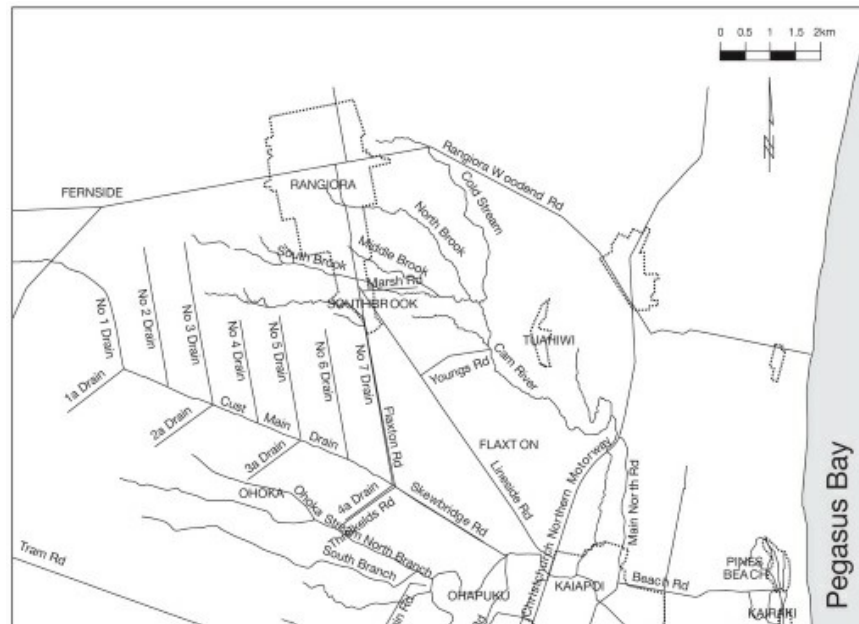 0 0.5 1 1.5 2km
N
Rangiora Woodend Rd
FERNSIDE
RANGIORA
Cold Stream
North Brook
Middle Brook
South Brook
Marsh Rd
SOUTHBROOK
TUAHIWI
No 1 Drain
No 2 Drain
No 3 Drain
No 4 Drain
No 5 Drain
No 6 Drain
No 7 Drain
Cam River
Youngs Rd
1a Drain
2a Drain
3a Drain
4a Drain
Cust Main Drain
Flaxton Rd
FLAXTON
Lineside Rd
Christchurch Northern Motorway
Main North Rd
Pegasus Bay
OHOKA
Ohoka Stream North Branch
Threlkelds Rd
Skewbridge Rd
South Branch
Tram Rd
OHAPUKU
KAIAPOI
Beach Rd
PINES
BEACH
KAIRAKI
Rd